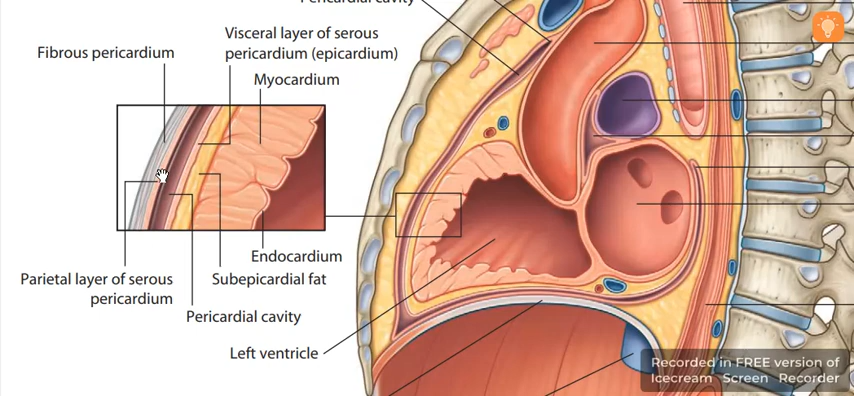 Pericardial cavity
Visceral layer of serous
pericardium (epicardium)
Fibrous pericardium
Myocardium
Endocardium
Parietal layer of serous
pericardium
Subepicardial fat
Pericardial cavity
Left ventricle
Recorded in FREE version of
Icecream Screen Recorder